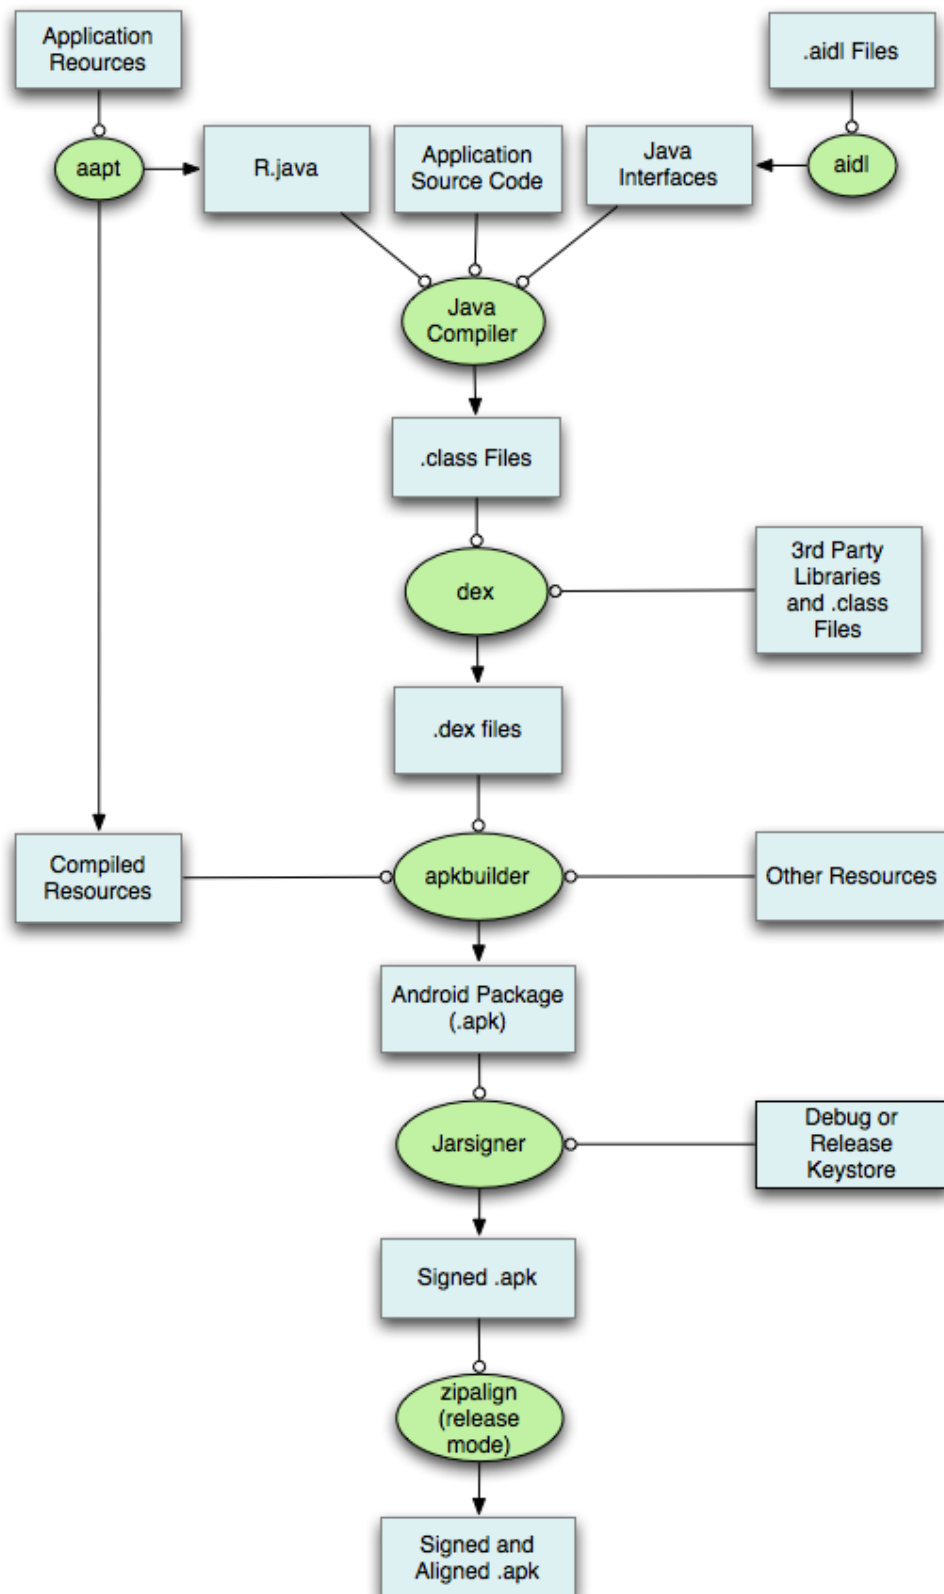 Application
Reources
.aidl Files
aapt
R.java
Application
Source Code
Java
Interfaces
aidl
Java
Compiler
.class Files
dex
3rd Party
Libraries
and .class
Files
.dex files
Compiled
Resources
apkbuilder
Other Resources
Android Package
(.apk)
Jarsigner
Debug or
Release
Keystore
Signed .apk
zipalign
(release
mode)
Signed and
Aligned .apk